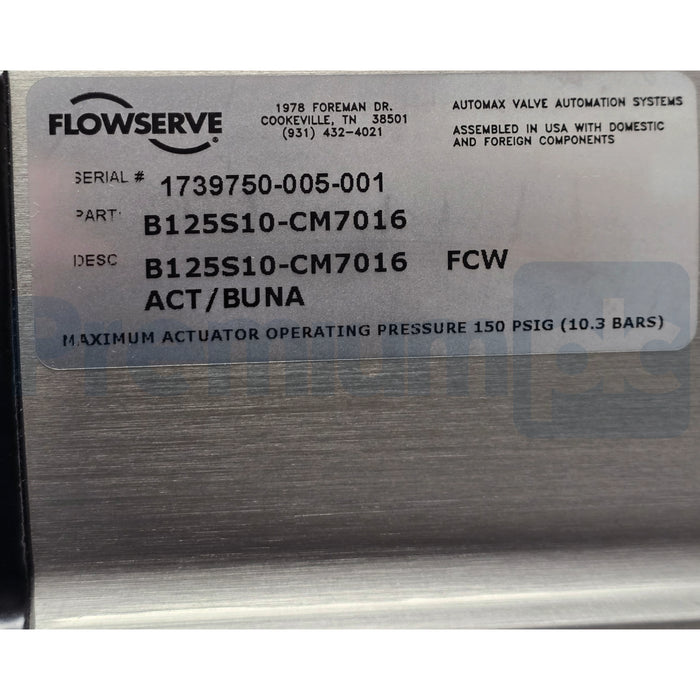 FLOWSERVE
1978 FOREMAN DR.
COOKEVILLE, TN 38501
(931) 432-4021
AUTOMAX VALVE AUTOMATION SYSTEMS
ASSEMBLED IN USA WITH DOMESTIC
AND FOREIGN COMPONENTS
SERIAL # 1739750-005-001
PART: B125S10-CM7016
DESC B125S10-CM7016 FCW
ACT/BUNA
MAXIMUM ACTUATOR OPERATING PRESSURE 150 PSIG (10.3 BARS)
Premium